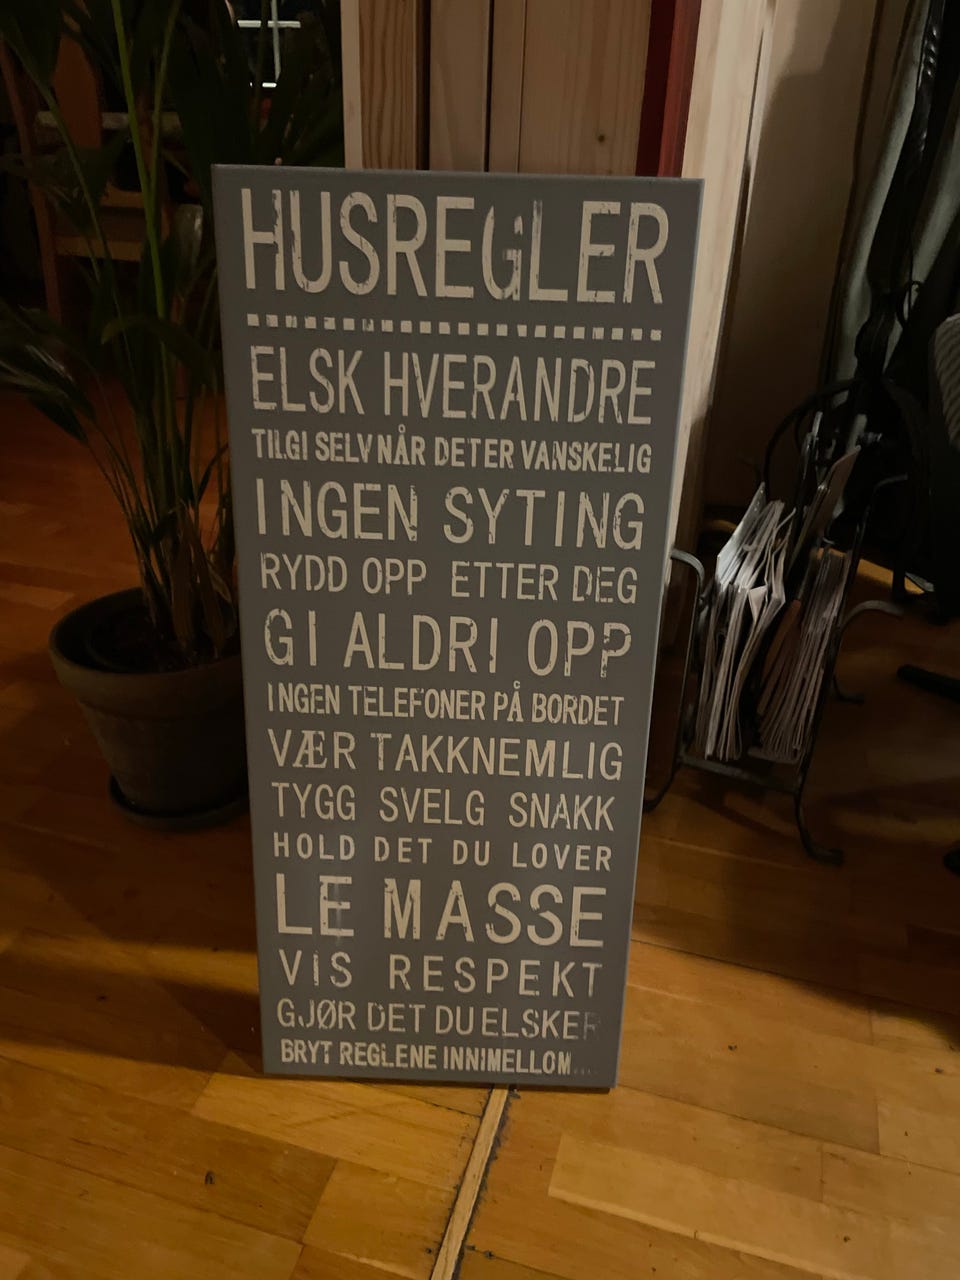 HUSREGLER
ELSK HVERANDRE
TILGI SELV NÅR DET ER VANSKELIG
INGEN SYTING
RYDD OPP ETTER DEG
GI ALDRI OPP
INGEN TELEFONER PÅ BORDET
VÆR TAKKNEMLIG
TYGG SVELG SNAKK
HOLD DET DU LOVER
LE MASSE
VIS RESPEKT
GJØR DET DU ELSKER
BRYT REGLENE INNIMELLOM....